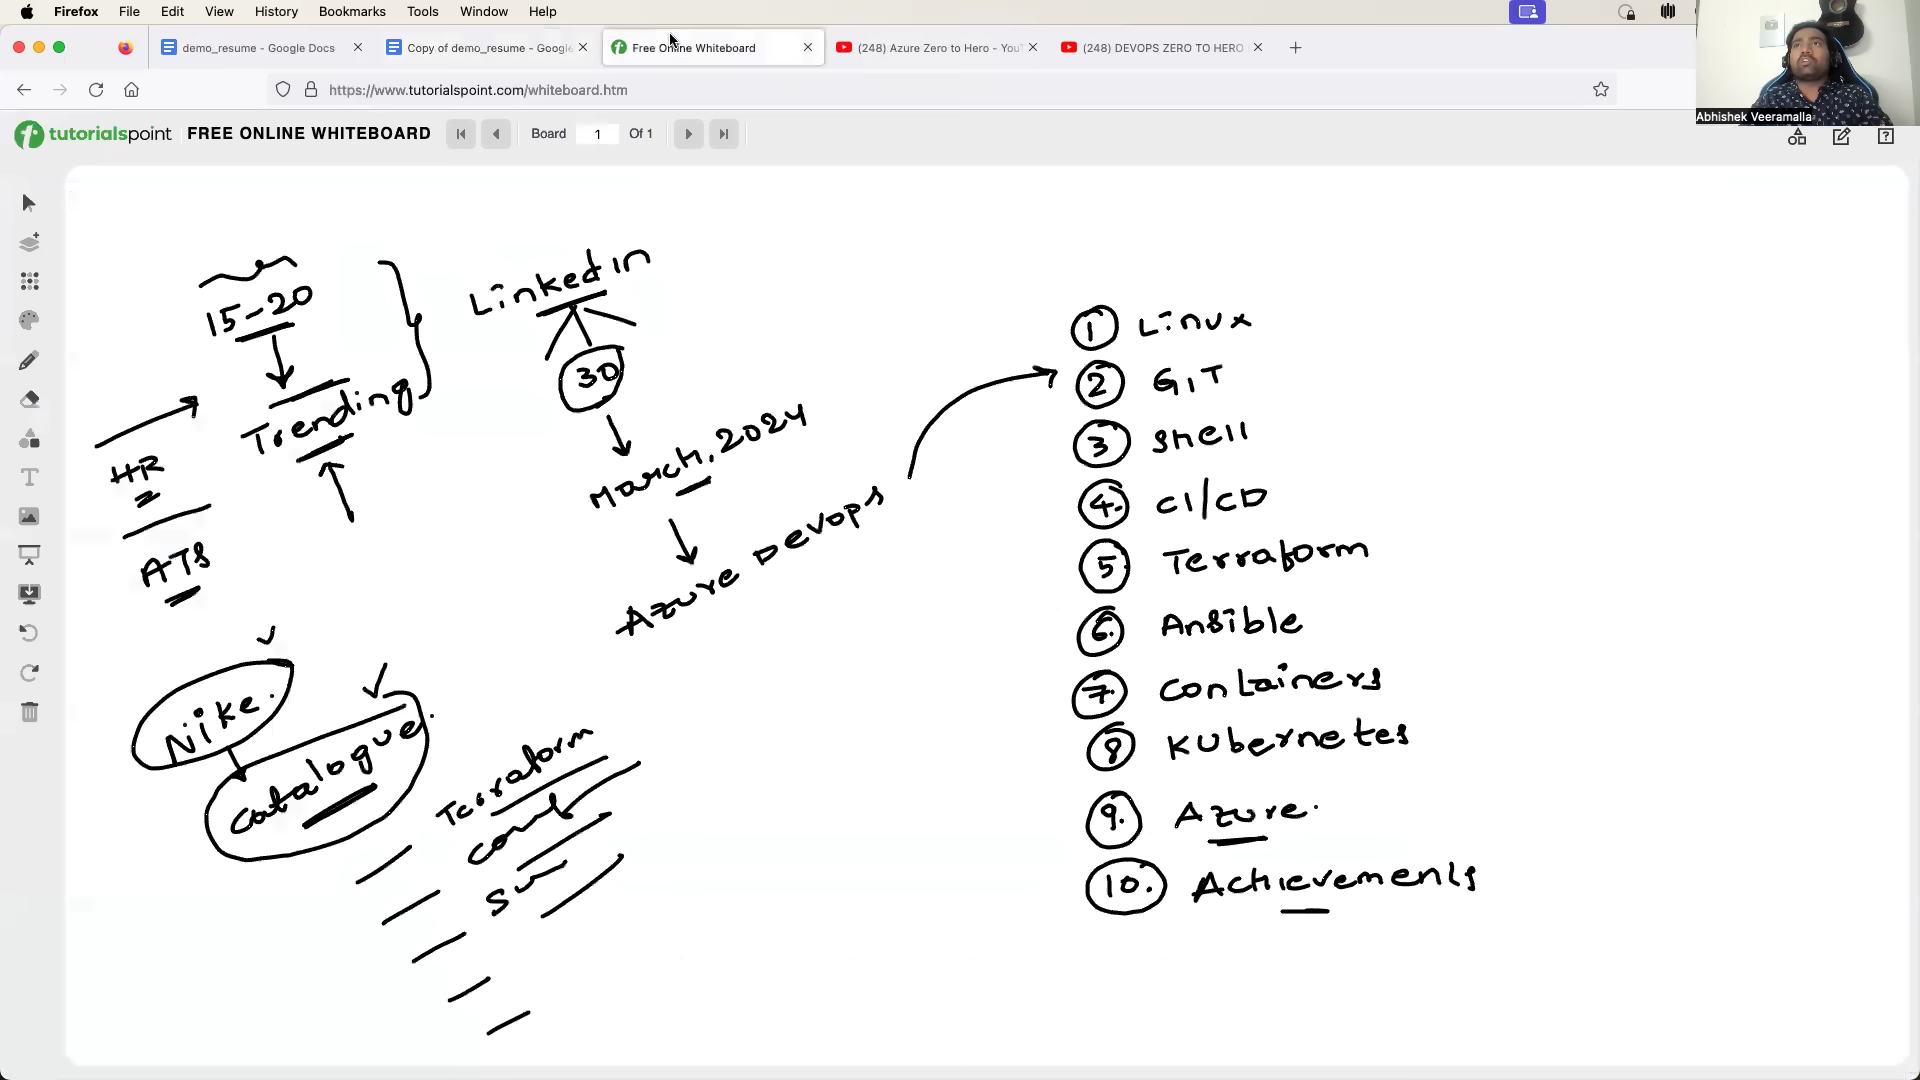 Firefox File Edit View History Bookmarks Tools Window Help
demo_resume - Google Docs
Copy of demo_resume - Google
Free Online Whiteboard
(248) Azure Zero to Hero - You
(248) DEVOPS ZERO TO HERO
https://www.tutorialspoint.com/whiteboard.htm
Abhishek Veeramalla
tutorialspoint FREE ONLINE WHITEBOARD Board 1 Of 1
15-20
Trending
HR
ATS
Linkedin
30
March, 2024
Azure Devops
Nike.
Catalogue.
Terraform
1 Linux
2 GIT
3 Shell
4. CI/CD
5. Terraform
6. Ansible
7. Containers
8 Kubernetes
9. Azure.
10. Achievements